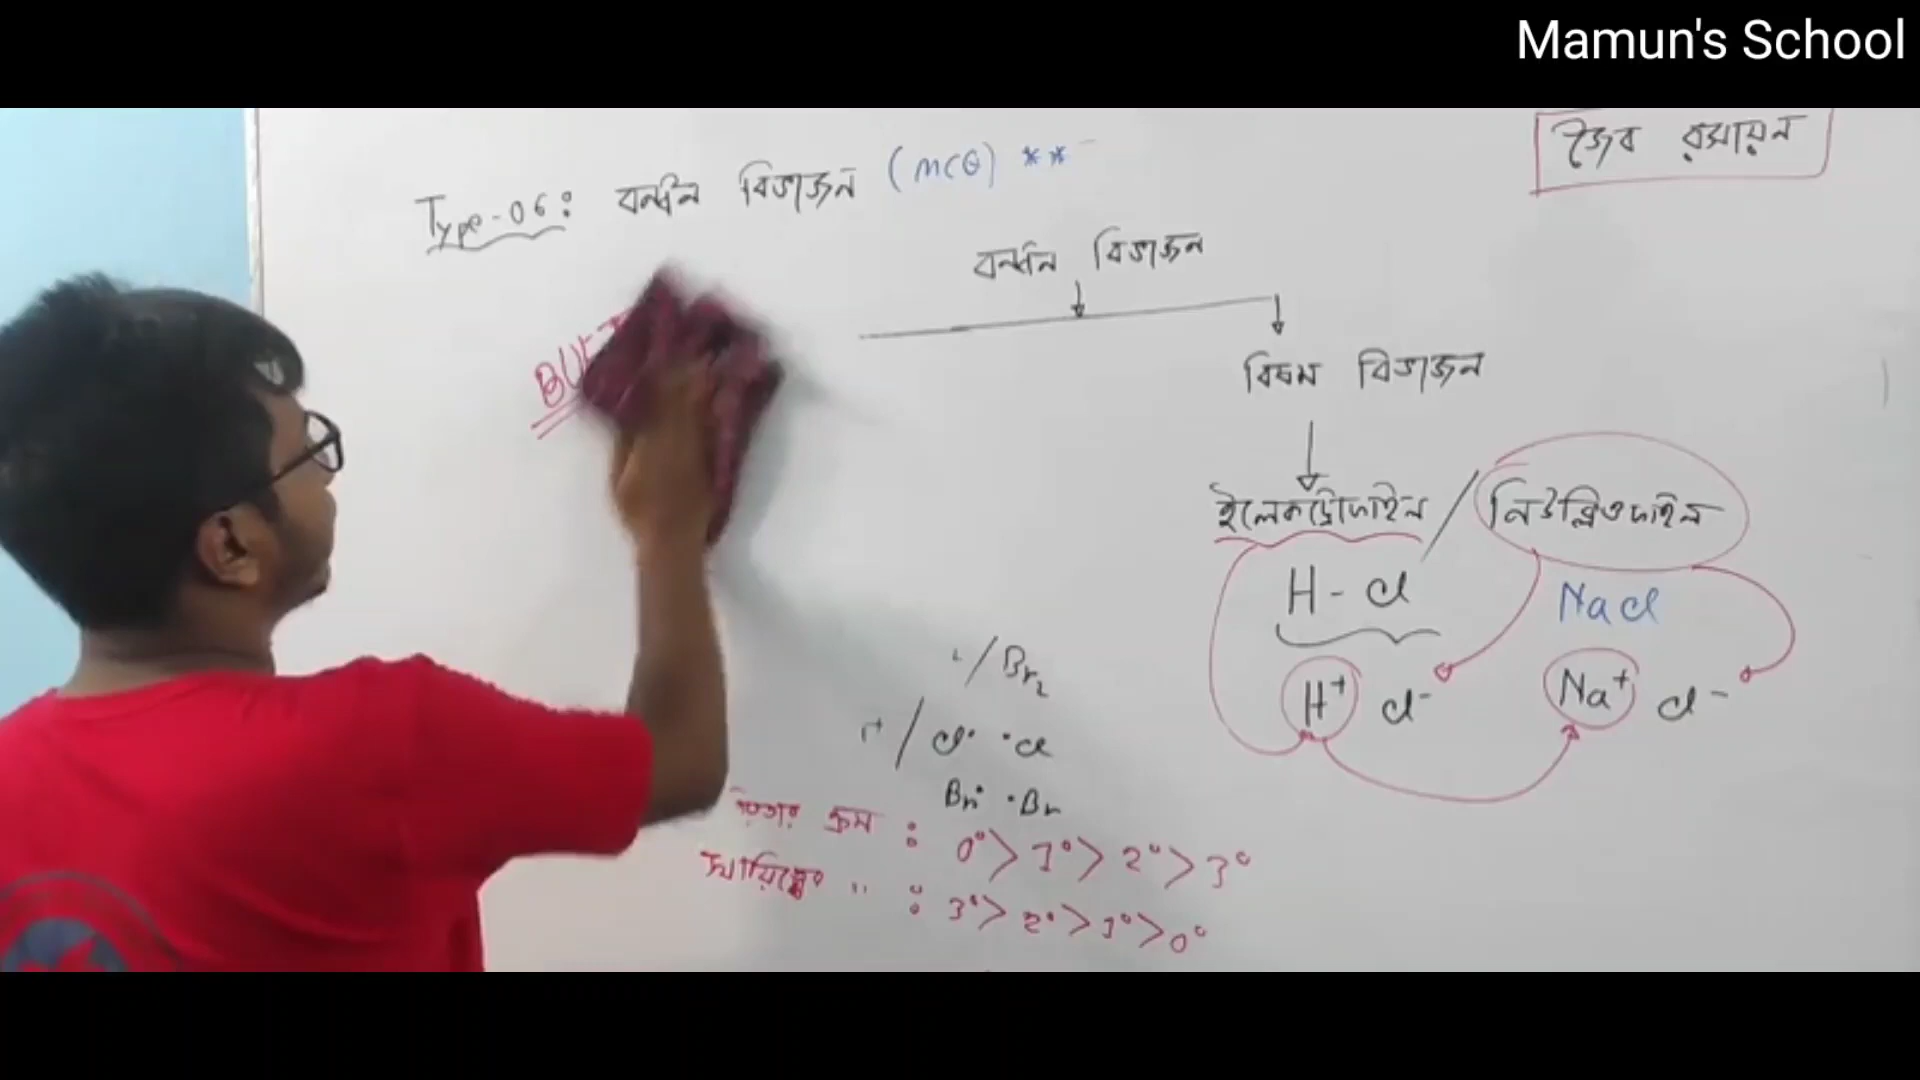 Mamun's School
জৈব রসায়ন
Type-06: বন্ধন বিভাজন (MCQ) **
বন্ধন বিভাজন
বিষম বিভাজন
ইলেকট্রোফাইল / নিউক্লিওফাইল
H - Cl
NaCl
H+ Cl-
Na+ Cl-
/ Br₂
/ Cl• •Cl
Br• •Br
ক্রম : 0° > 1° > 2° > 3°
স্থায়িত্বের " : 3° > 2° > 1° > 0°